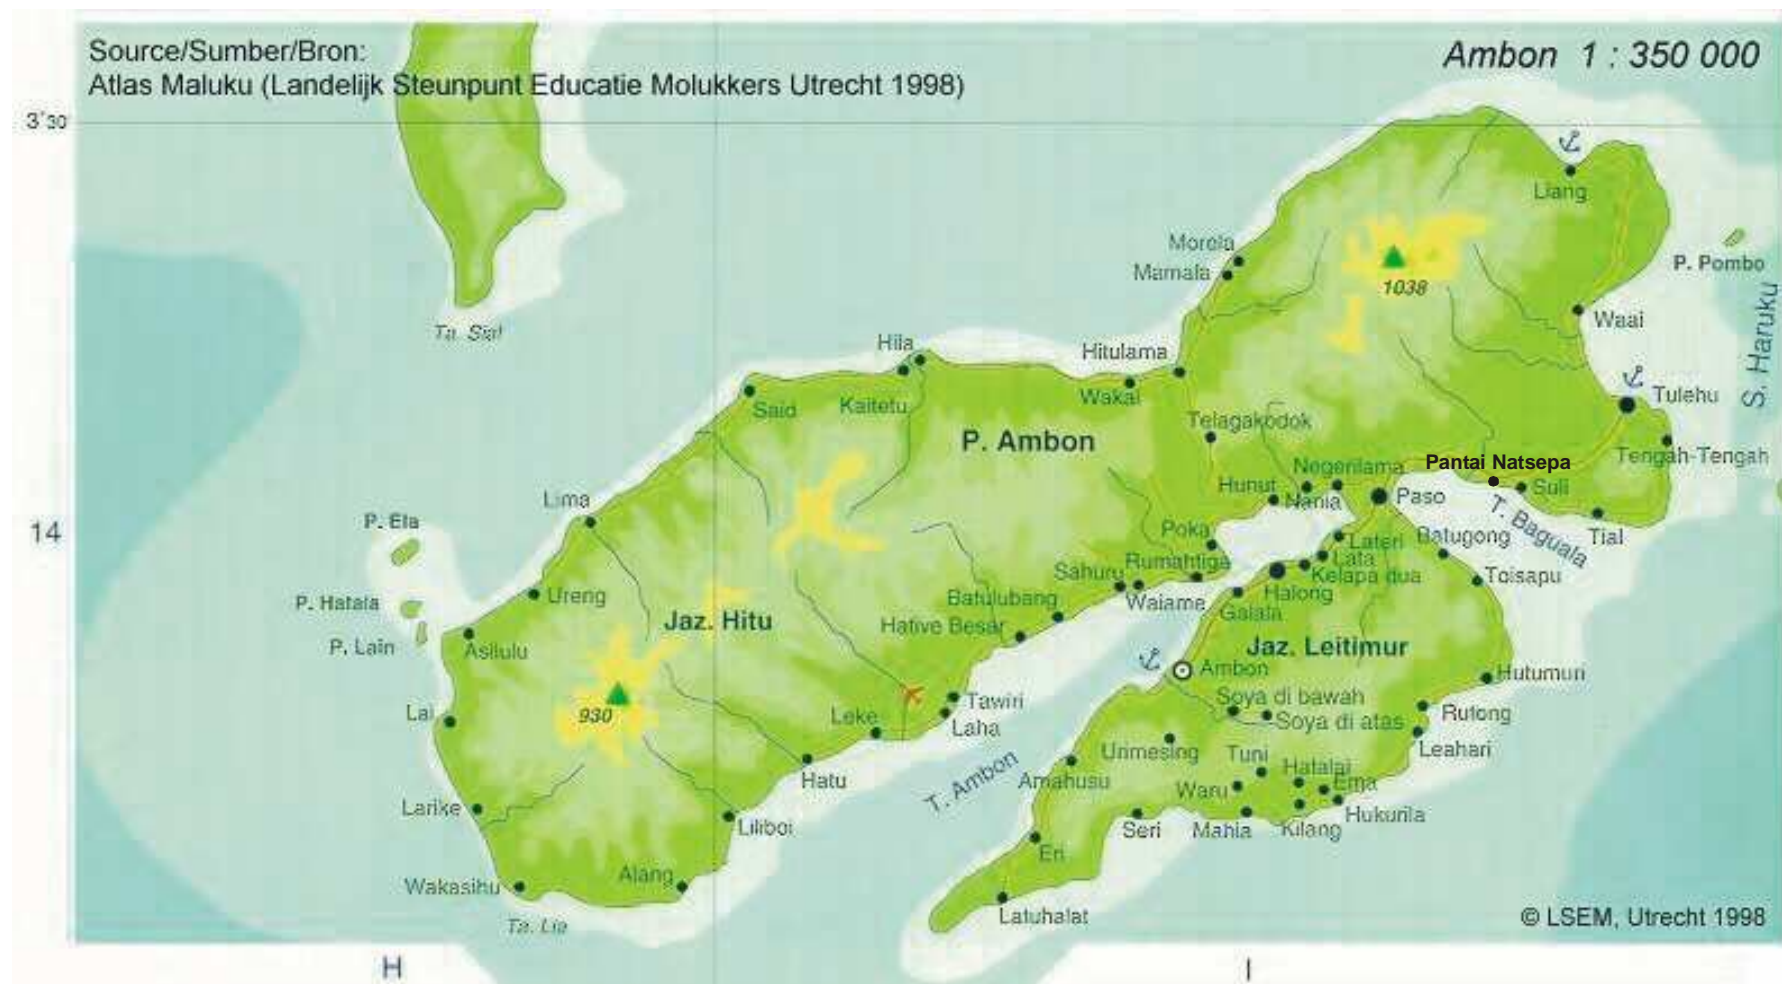 Source/Sumber/Bron:
Atlas Maluku (Landelijk Steunpunt Educatie Molukkers Utrecht 1998)
Ambon 1 : 350 000
3°30
Liang
Morela
Mamala
1038
P. Pombo
S. Haruku
Waai
Ta. Sial
Hila
Hitulama
Said
Kaitetu
Wakal
Tulehu
Telagakodok
P. Ambon
Pantai Natsepa
Tengah-Tengah
Negerilama
Lima
Hunut
Nania
Paso
Suli
T. Baguala
P. Ela
14
Poka
Lateri
Batugong
Tial
Rumahtiga
Lata
Sahuru
Kelapa dua
Toisapu
P. Hatala
Ureng
Batulubang
Waiame
Halong
Galala
Jaz. Hitu
Hative Besar
P. Lain
Asilulu
Jaz. Leitimur
Ambon
Hutumuri
Soya di bawah
Lai
930
Leke
Tawiri
Laha
Soya di atas
Rutong
Urimesing
Leahari
Tuni
Hatalai
Hatu
T. Ambon
Amahusu
Waru
Ema
Larike
Liliboi
Seri
Mahia
Kilang
Hukurila
Eri
Wakasihu
Alang
Latuhalat
Ta. Lia
© LSEM, Utrecht 1998
H
I